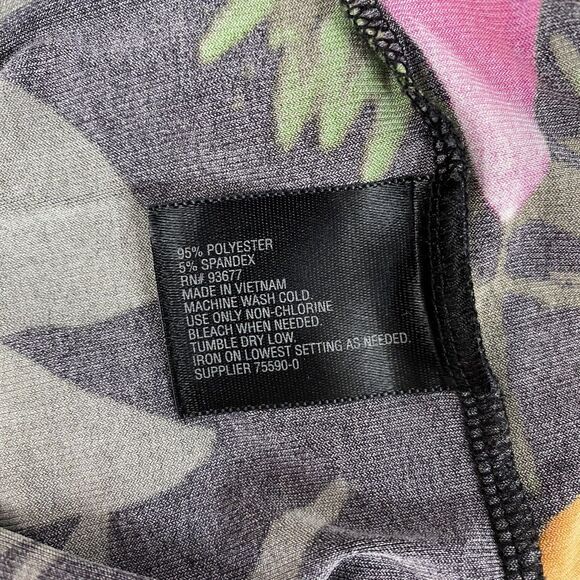 95% POLYESTER
5% SPANDEX
RN# 93677
MADE IN VIETNAM
MACHINE WASH COLD.
USE ONLY NON-CHLORINE
BLEACH WHEN NEEDED.
TUMBLE DRY LOW.
IRON ON LOWEST SETTING AS NEEDED.
SUPPLIER 75590-0